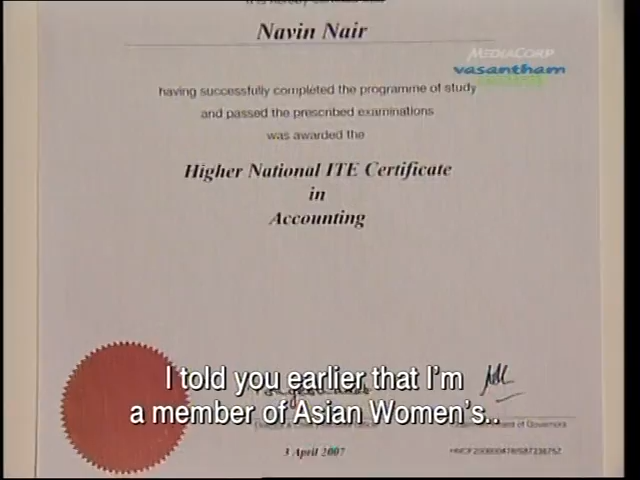 Navin Nair
MEDIACORP
vasantham
having successfully completed the programme of study
and passed the prescribed examinations
was awarded the
Higher National ITE Certificate
in
Accounting
I told you earlier that I'm
a member of Asian Women's..
3 April 2007